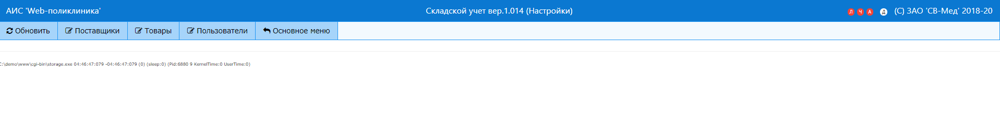 АИС 'Web-поликлиника' Складской учет вер.1.014 (Настройки) Л Ч А Д (C) ЗАО 'СВ-Мед' 2018-20
Обновить Поставщики Товары Пользователи Основное меню
C:\demo\www\cgi-bin\storage.exe 04:46:47:079 -04:46:47:079 (0) (sleep:0) (Pid:6880 9 KernelTime:0 UserTime:0)